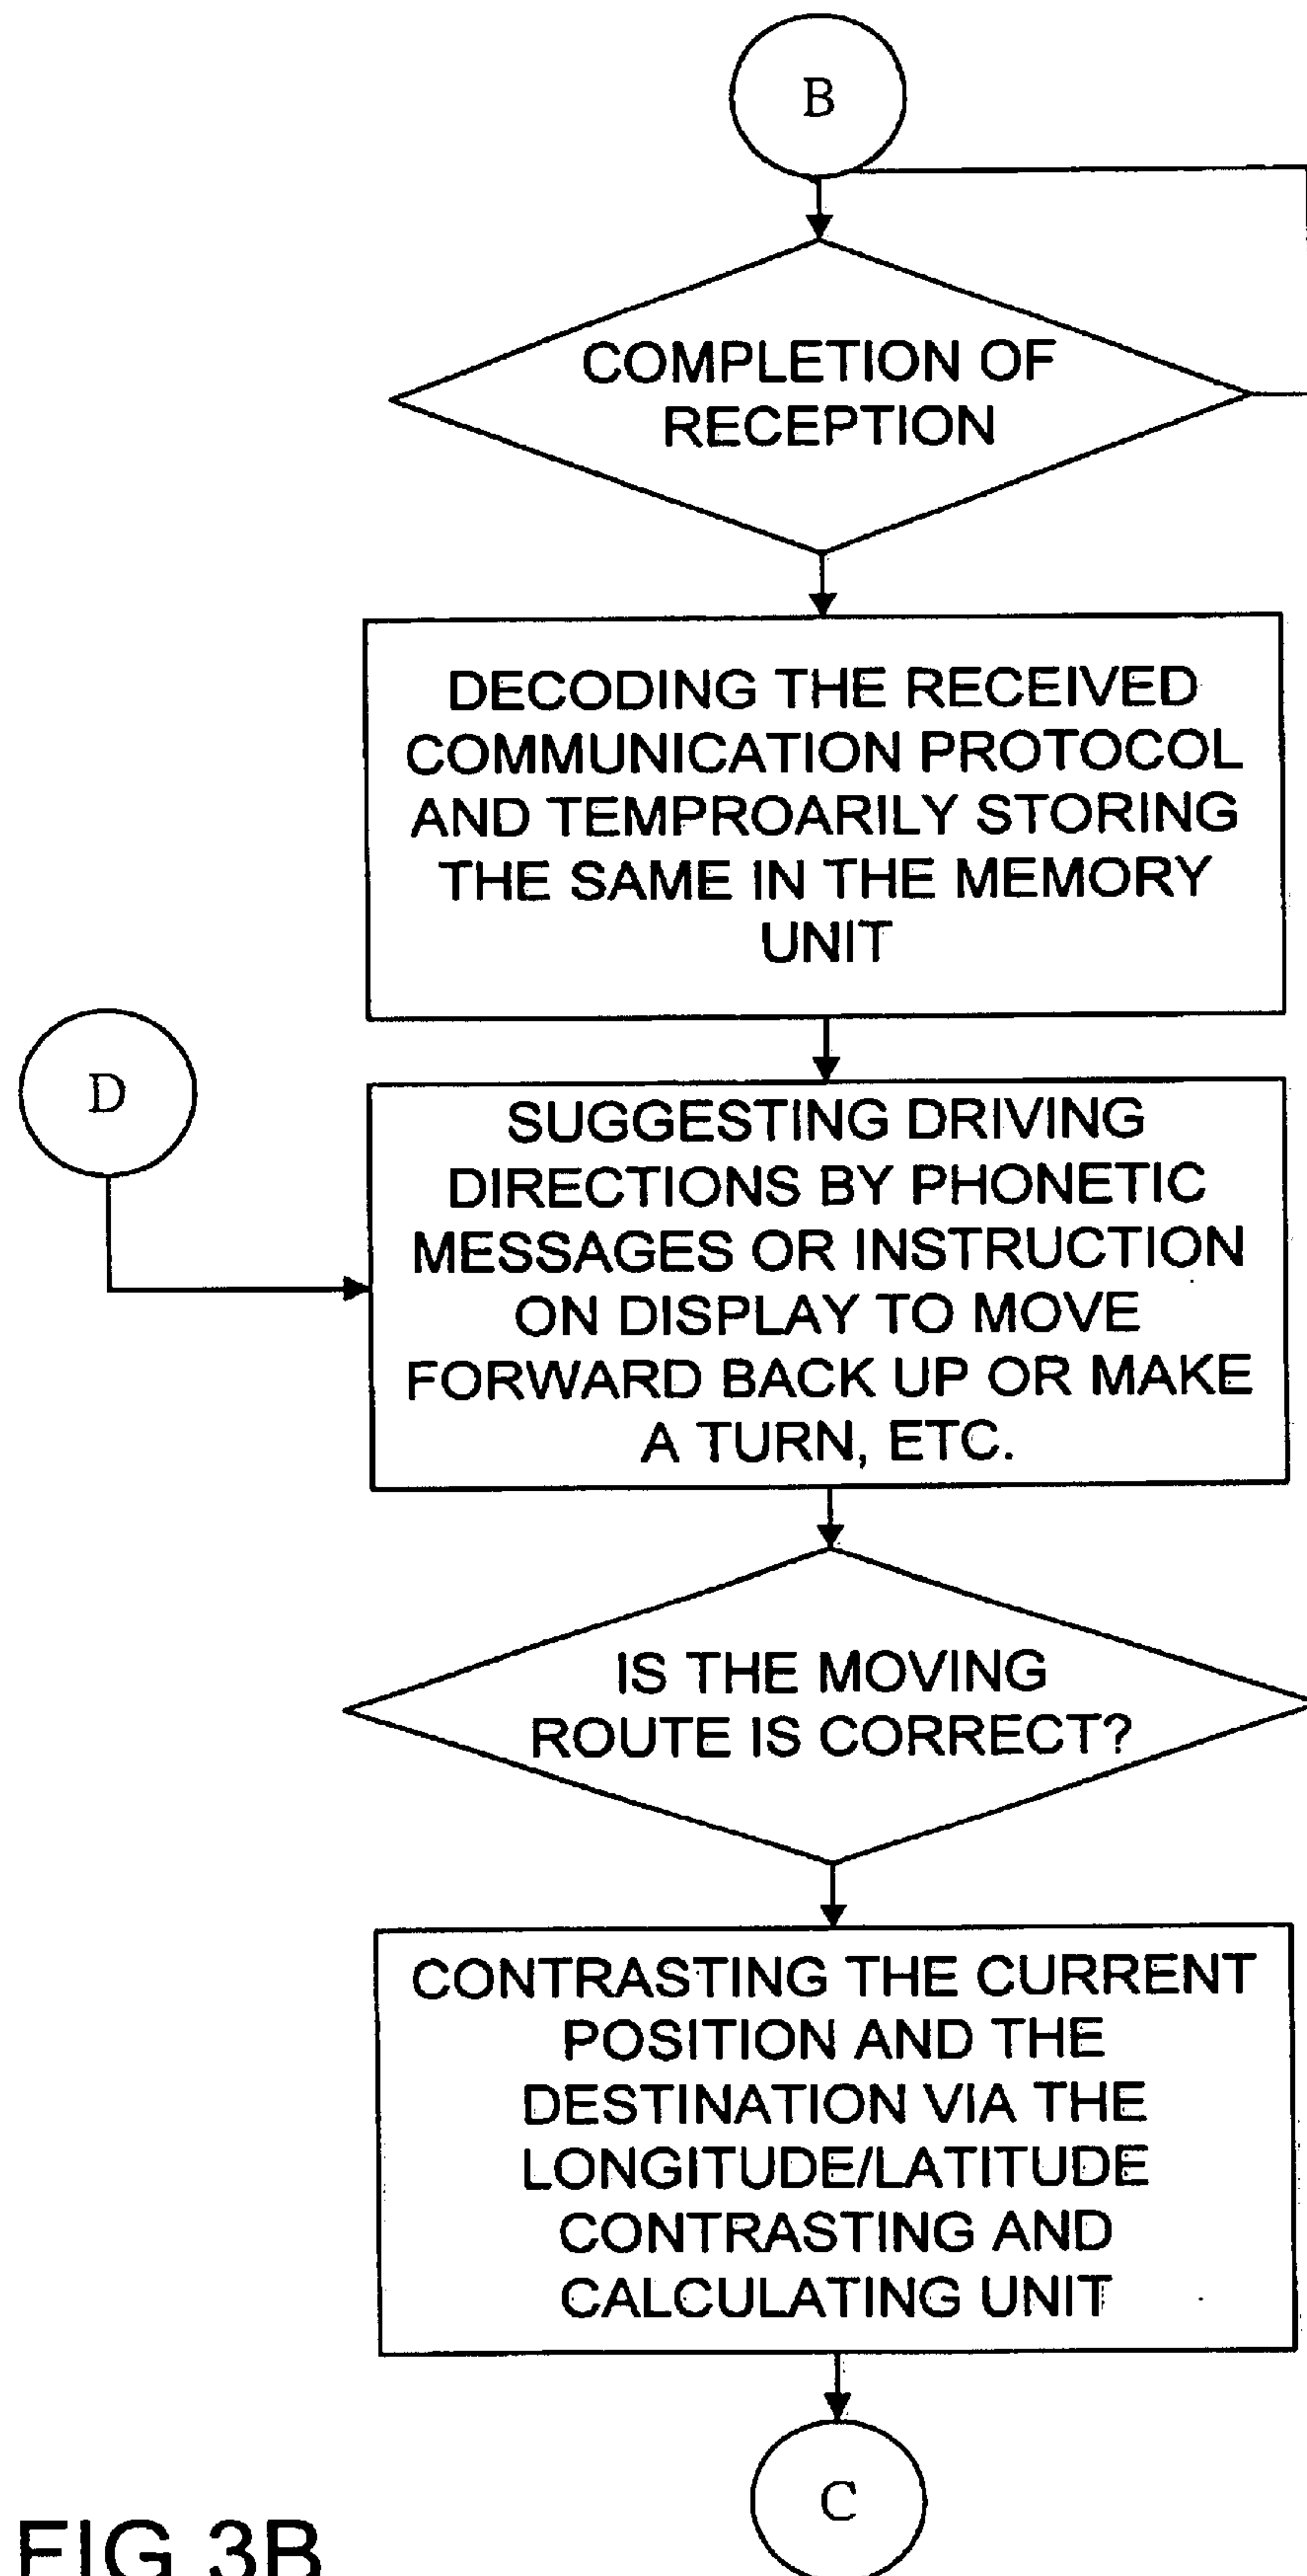 B
COMPLETION OF
RECEPTION
DECODING THE RECEIVED
COMMUNICATION PROTOCOL
AND TEMPROARILY STORING
THE SAME IN THE MEMORY
UNIT
D
SUGGESTING DRIVING
DIRECTIONS BY PHONETIC
MESSAGES OR INSTRUCTION
ON DISPLAY TO MOVE
FORWARD BACK UP OR MAKE
A TURN, ETC.
IS THE MOVING
ROUTE IS CORRECT?
CONTRASTING THE CURRENT
POSITION AND THE
DESTINATION VIA THE
LONGITUDE/LATITUDE
CONTRASTING AND
CALCULATING UNIT
C
FIG 3B